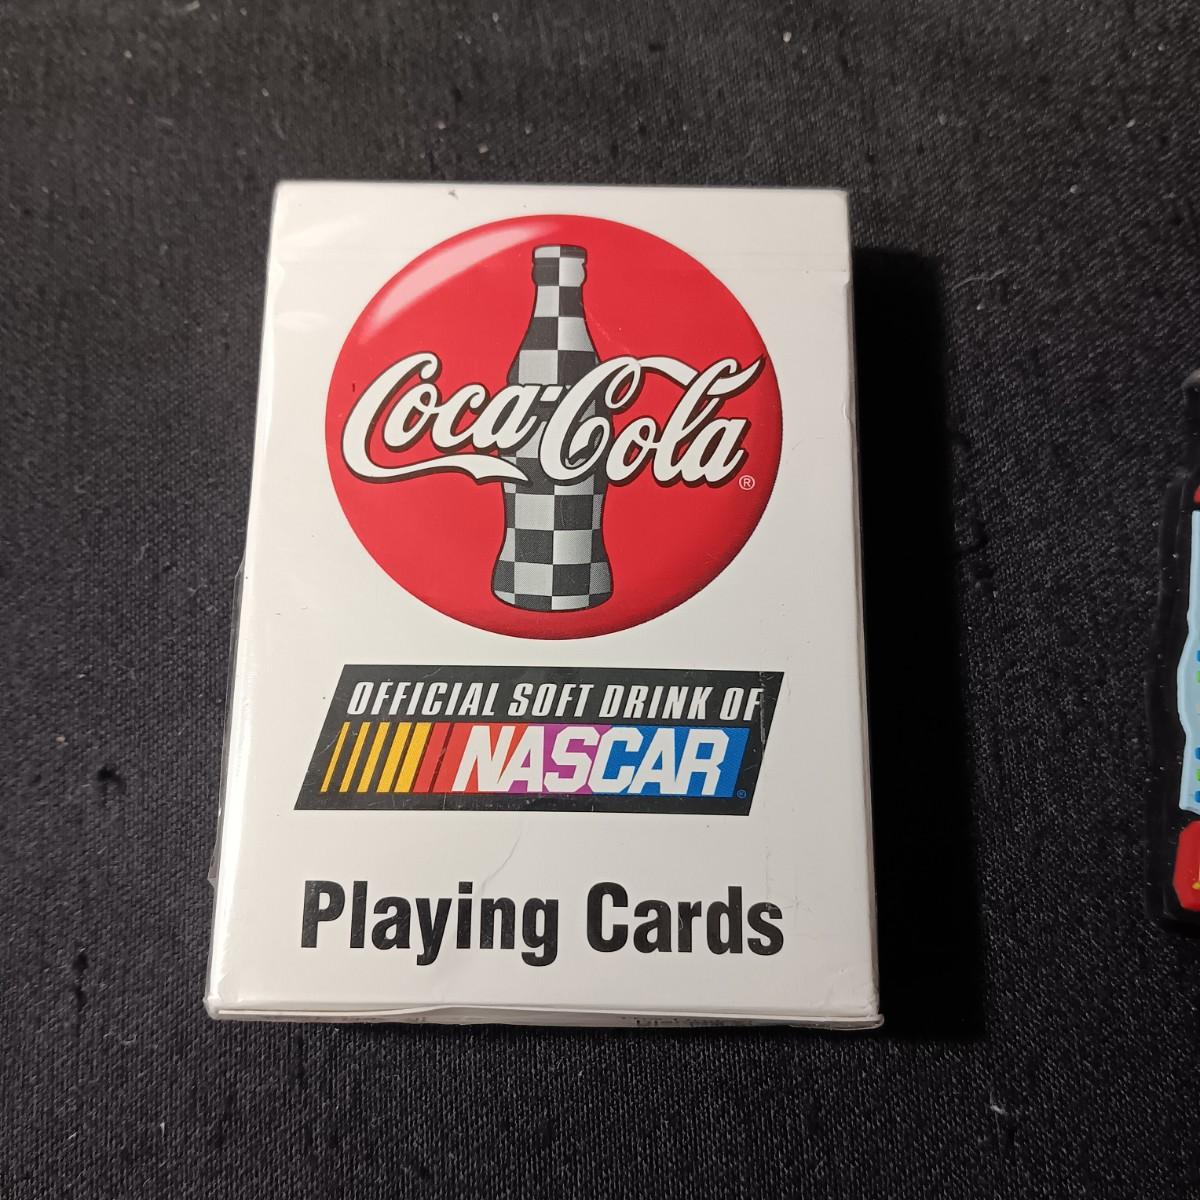 Coca-Cola
®
OFFICIAL SOFT DRINK OF
NASCAR
Playing Cards